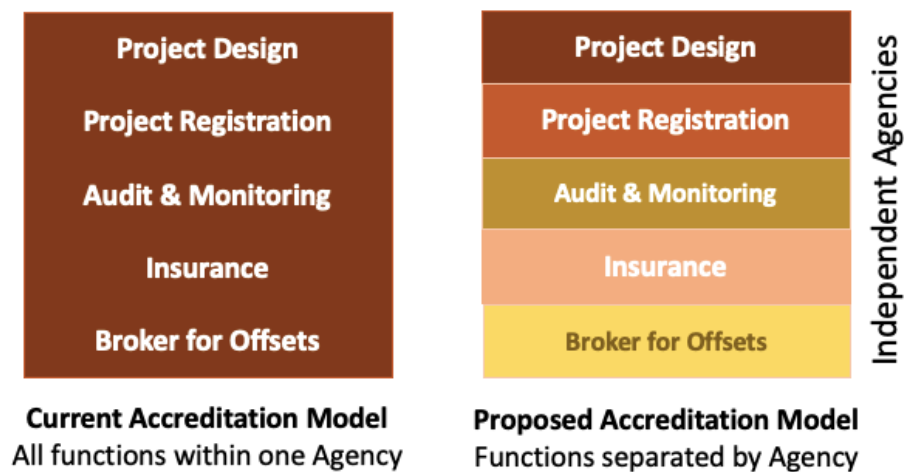 Project Design
Project Registration
Audit & Monitoring
Insurance
Broker for Offsets
Current Accreditation Model
All functions within one Agency
Project Design
Project Registration
Audit & Monitoring
Insurance
Broker for Offsets
Independent Agencies
Proposed Accreditation Model
Functions separated by Agency